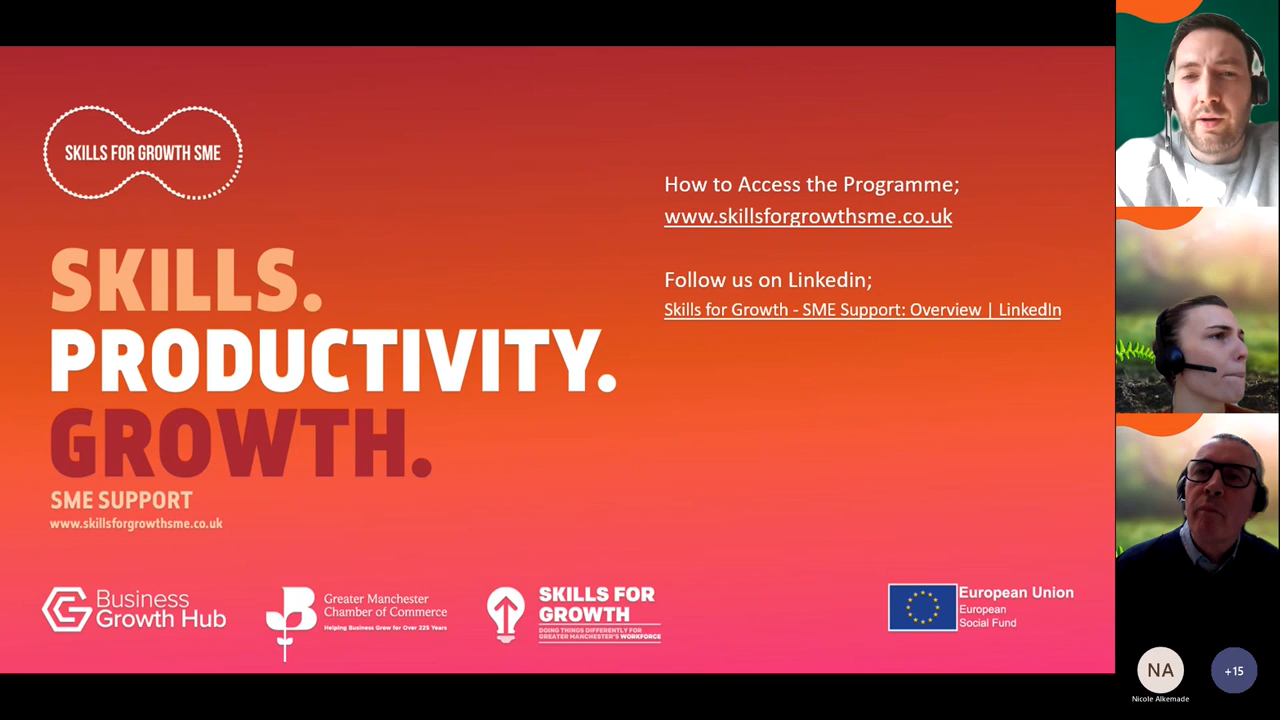 SKILLS FOR GROWTH SME
SKILLS.
PRODUCTIVITY.
GROWTH.
SME SUPPORT
www.skillsforgrowthsme.co.uk
How to Access the Programme;
www.skillsforgrowthsme.co.uk
Follow us on Linkedin;
Skills for Growth - SME Support: Overview | LinkedIn
Business
Growth Hub
Greater Manchester
Chamber of Commerce
Helping Business Grow for Over 225 Years
SKILLS FOR
GROWTH
DOING THINGS DIFFERENTLY FOR
GREATER MANCHESTER'S WORKFORCE
European Union
European
Social Fund
NA
Nicole Alkemade
+15